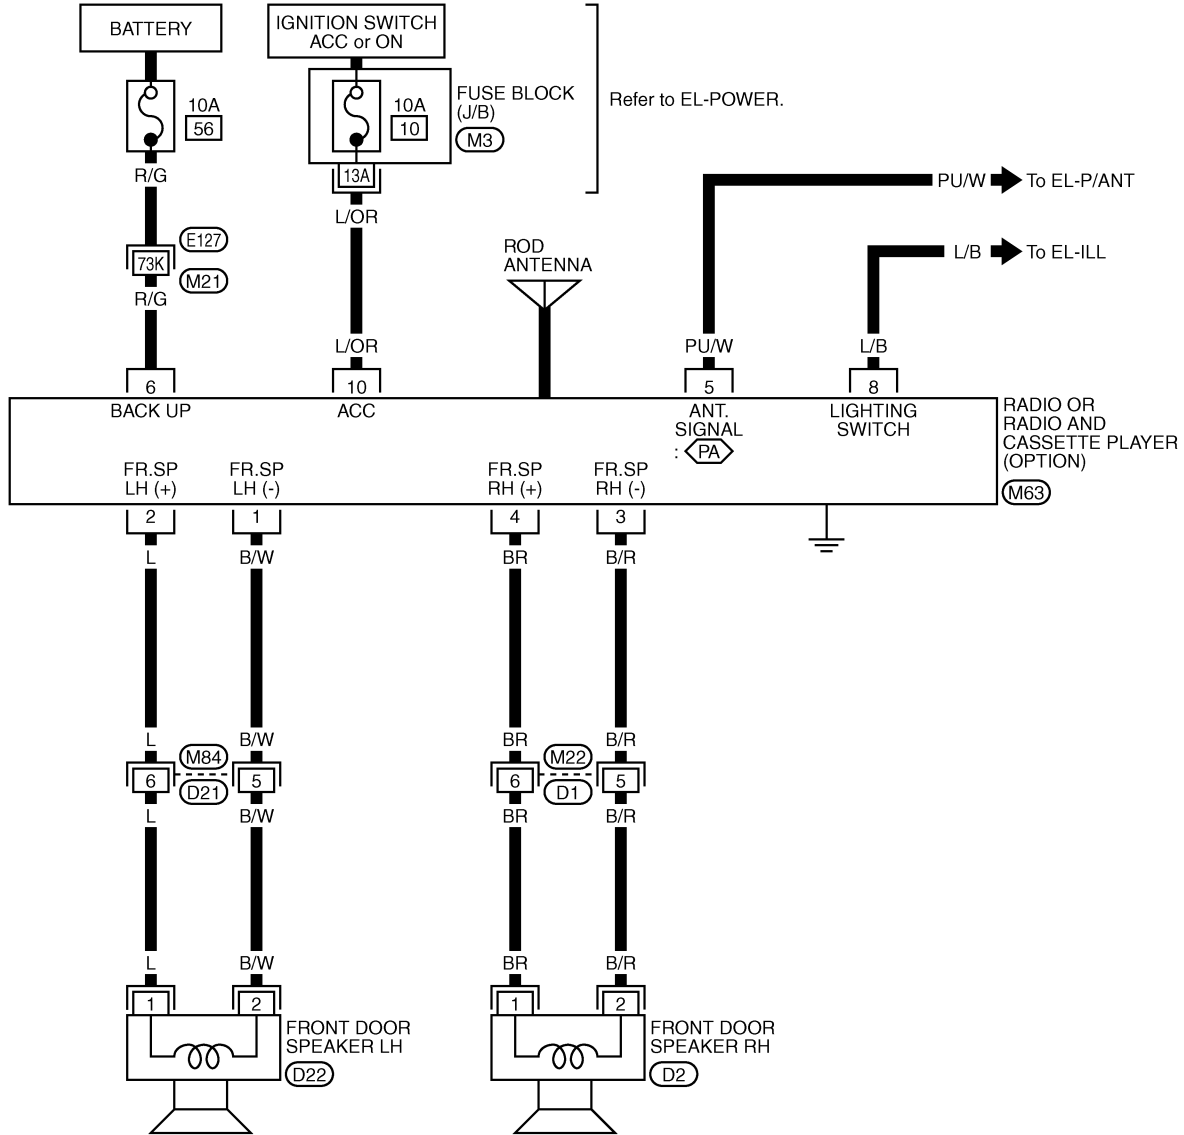 BATTERY
IGNITION SWITCH
ACC or ON
10A
56
10A
10
FUSE BLOCK
(J/B)
M3
Refer to EL-POWER.
R/G
13A
PU/W
To EL-P/ANT
L/OR
E127
73K
M21
R/G
ROD
ANTENNA
L/B
To EL-ILL
L/OR
PU/W
L/B
6
10
5
8
BACK UP
ACC
ANT.
SIGNAL
: PA
LIGHTING
SWITCH
RADIO OR
RADIO AND
CASSETTE PLAYER
(OPTION)
M63
FR.SP
LH (+)
FR.SP
LH (-)
FR.SP
RH (+)
FR.SP
RH (-)
2
1
4
3
L
B/W
BR
B/R
L
B/W
BR
B/R
M84
M22
6
5
6
5
D21
D1
L
B/W
BR
B/R
L
B/W
BR
B/R
1
2
1
2
FRONT DOOR
SPEAKER LH
D22
FRONT DOOR
SPEAKER RH
D2